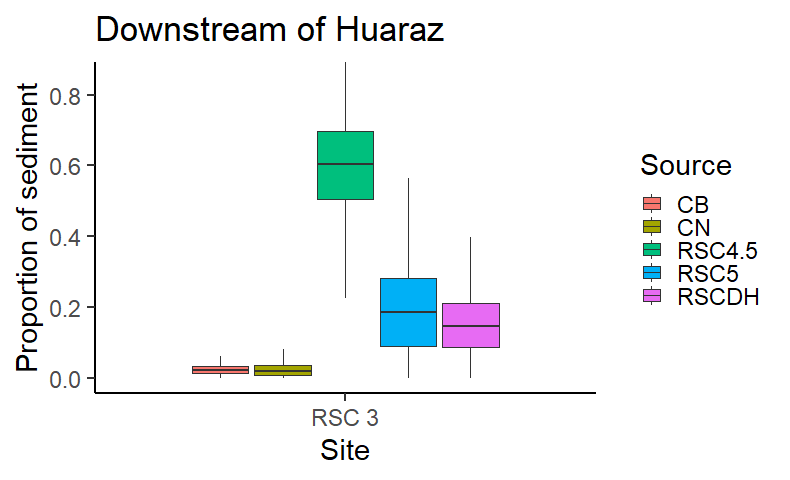 Downstream of Huaraz
Proportion of sediment
0.8
0.6
0.4
0.2
0.0
RSC 3
Site
Source
CB
CN
RSC4.5
RSC5
RSCDH